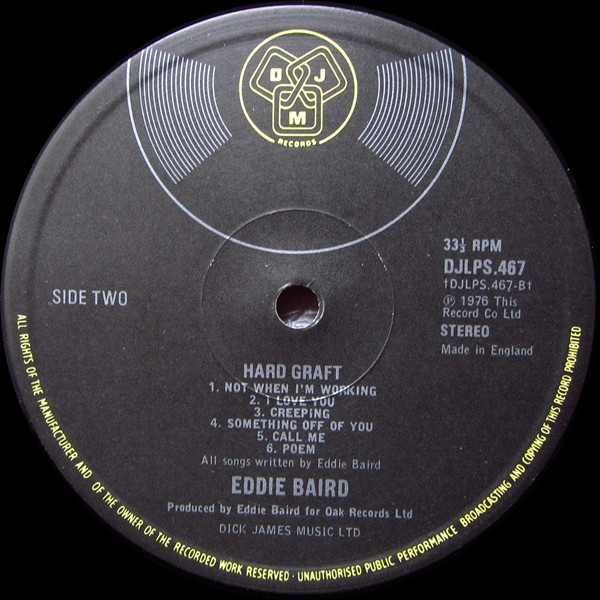 D J
M
RECORDS
SIDE TWO
33⅓ RPM
DJLPS.467
†DJLPS.467-B†
℗ 1976 This
Record Co Ltd
STEREO
Made in England
HARD GRAFT
1. NOT WHEN I'M WORKING
2. I LOVE YOU
3. CREEPING
4. SOMETHING OFF OF YOU
5. CALL ME
6. POEM
All songs written by Eddie Baird
EDDIE BAIRD
Produced by Eddie Baird for Oak Records Ltd
DICK JAMES MUSIC LTD
ALL RIGHTS OF THE MANUFACTURER AND OF THE OWNER OF THE RECORDED WORK RESERVED · UNAUTHORISED PUBLIC PERFORMANCE BROADCASTING AND COPYING OF THIS RECORD PROHIBITED